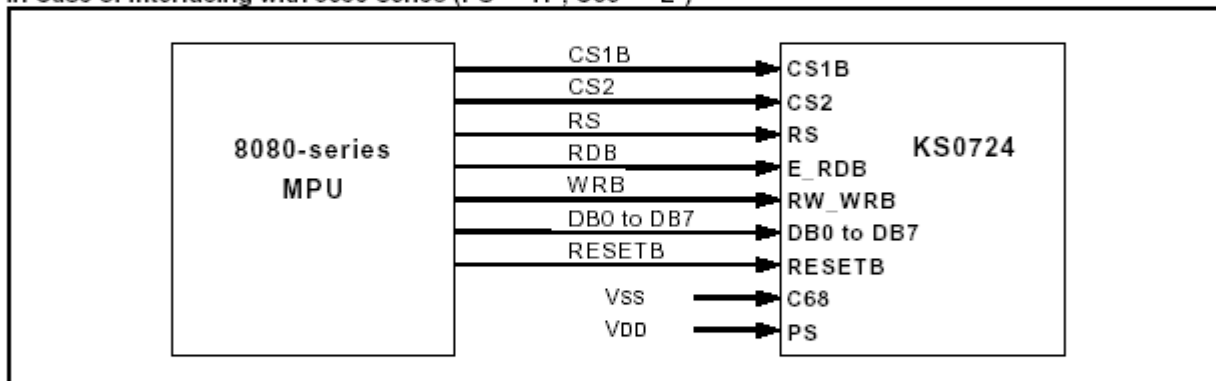 CS1B
CS2
RS
RDB
WRB
DB0 to DB7
RESETB
VSS
VDD
8080-series
MPU
CS1B
CS2
RS
E_RDB
RW_WRB
DB0 to DB7
RESETB
C68
PS
KS0724